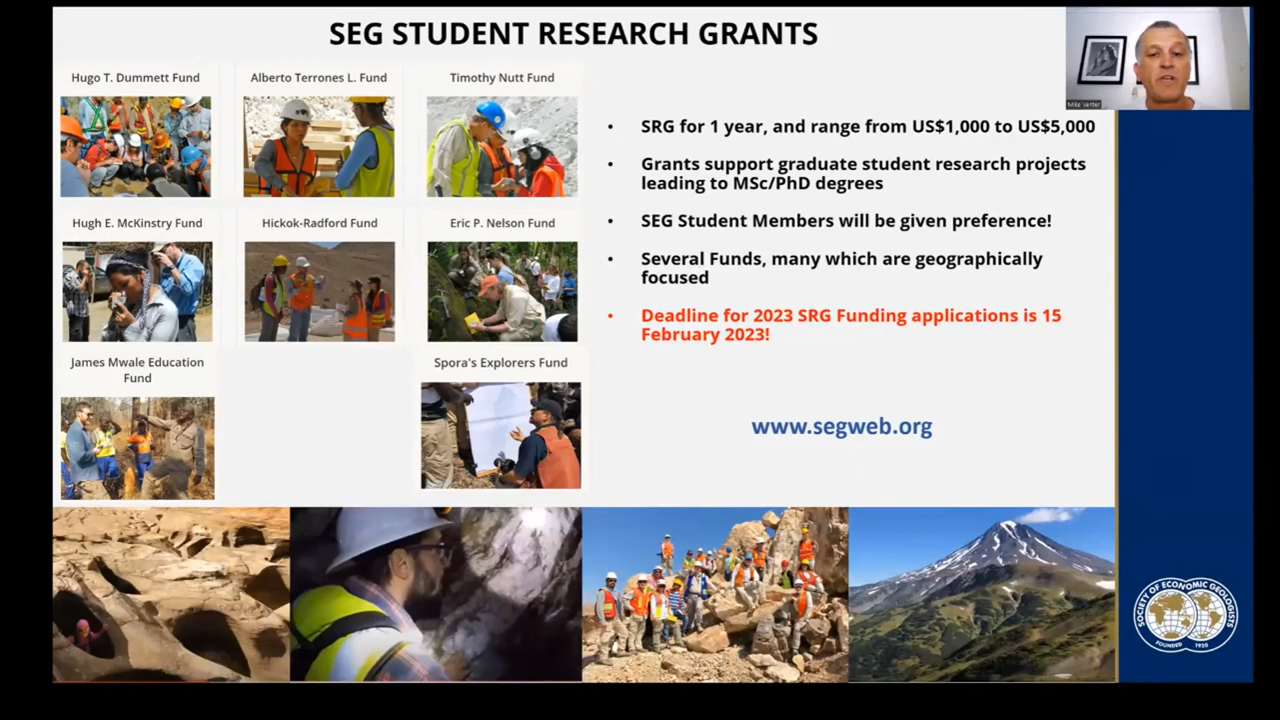 SEG STUDENT RESEARCH GRANTS
Hugo T. Dummett Fund
Alberto Terrones L. Fund
Timothy Nutt Fund
Hugh E. McKinstry Fund
Hickok-Radford Fund
Eric P. Nelson Fund
James Mwale Education
Fund
Spora's Explorers Fund
• SRG for 1 year, and range from US$1,000 to US$5,000
• Grants support graduate student research projects
leading to MSc/PhD degrees
• SEG Student Members will be given preference!
• Several Funds, many which are geographically
focused
• Deadline for 2023 SRG Funding applications is 15
February 2023!
www.segweb.org
Mike Venter
SOCIETY OF ECONOMIC GEOLOGISTS
FOUNDED 1920